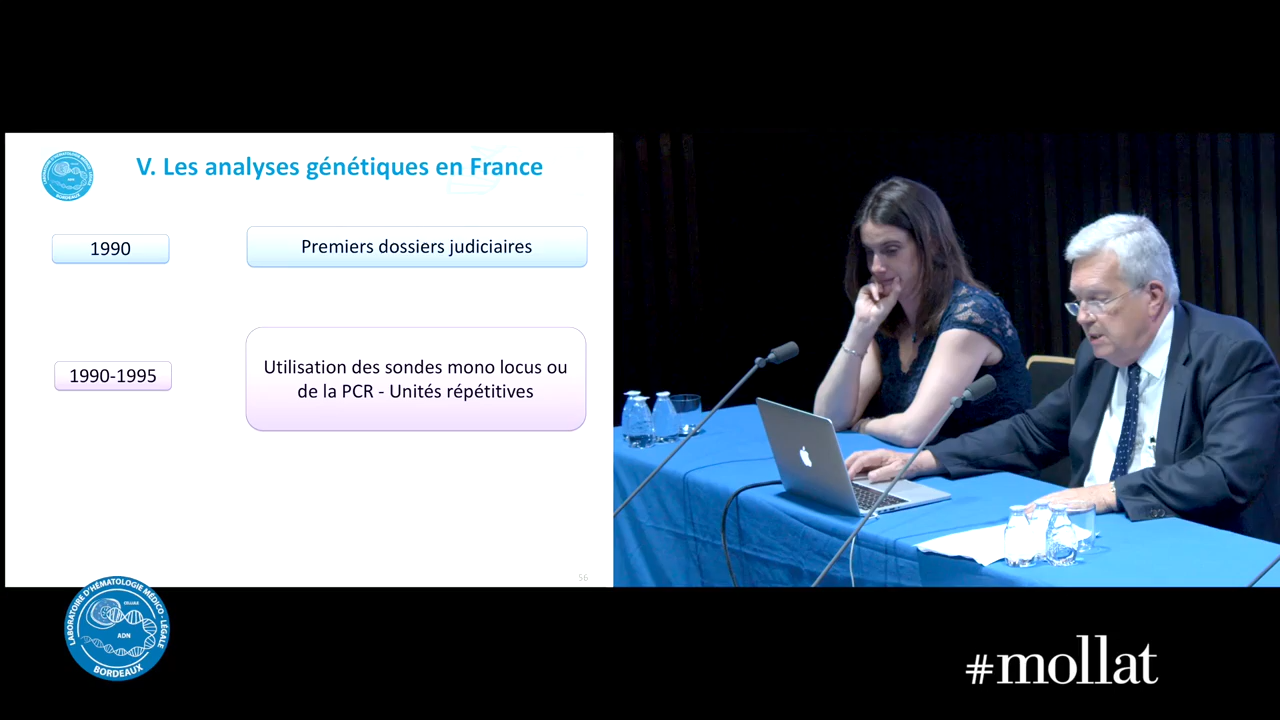 V. Les analyses génétiques en France
1990
Premiers dossiers judiciaires
1990-1995
Utilisation des sondes mono locus ou
de la PCR - Unités répétitives
56
LABORATOIRE D'HÉMATOLOGIE MÉDICO-LÉGALE
ADN
BORDEAUX
#mollat